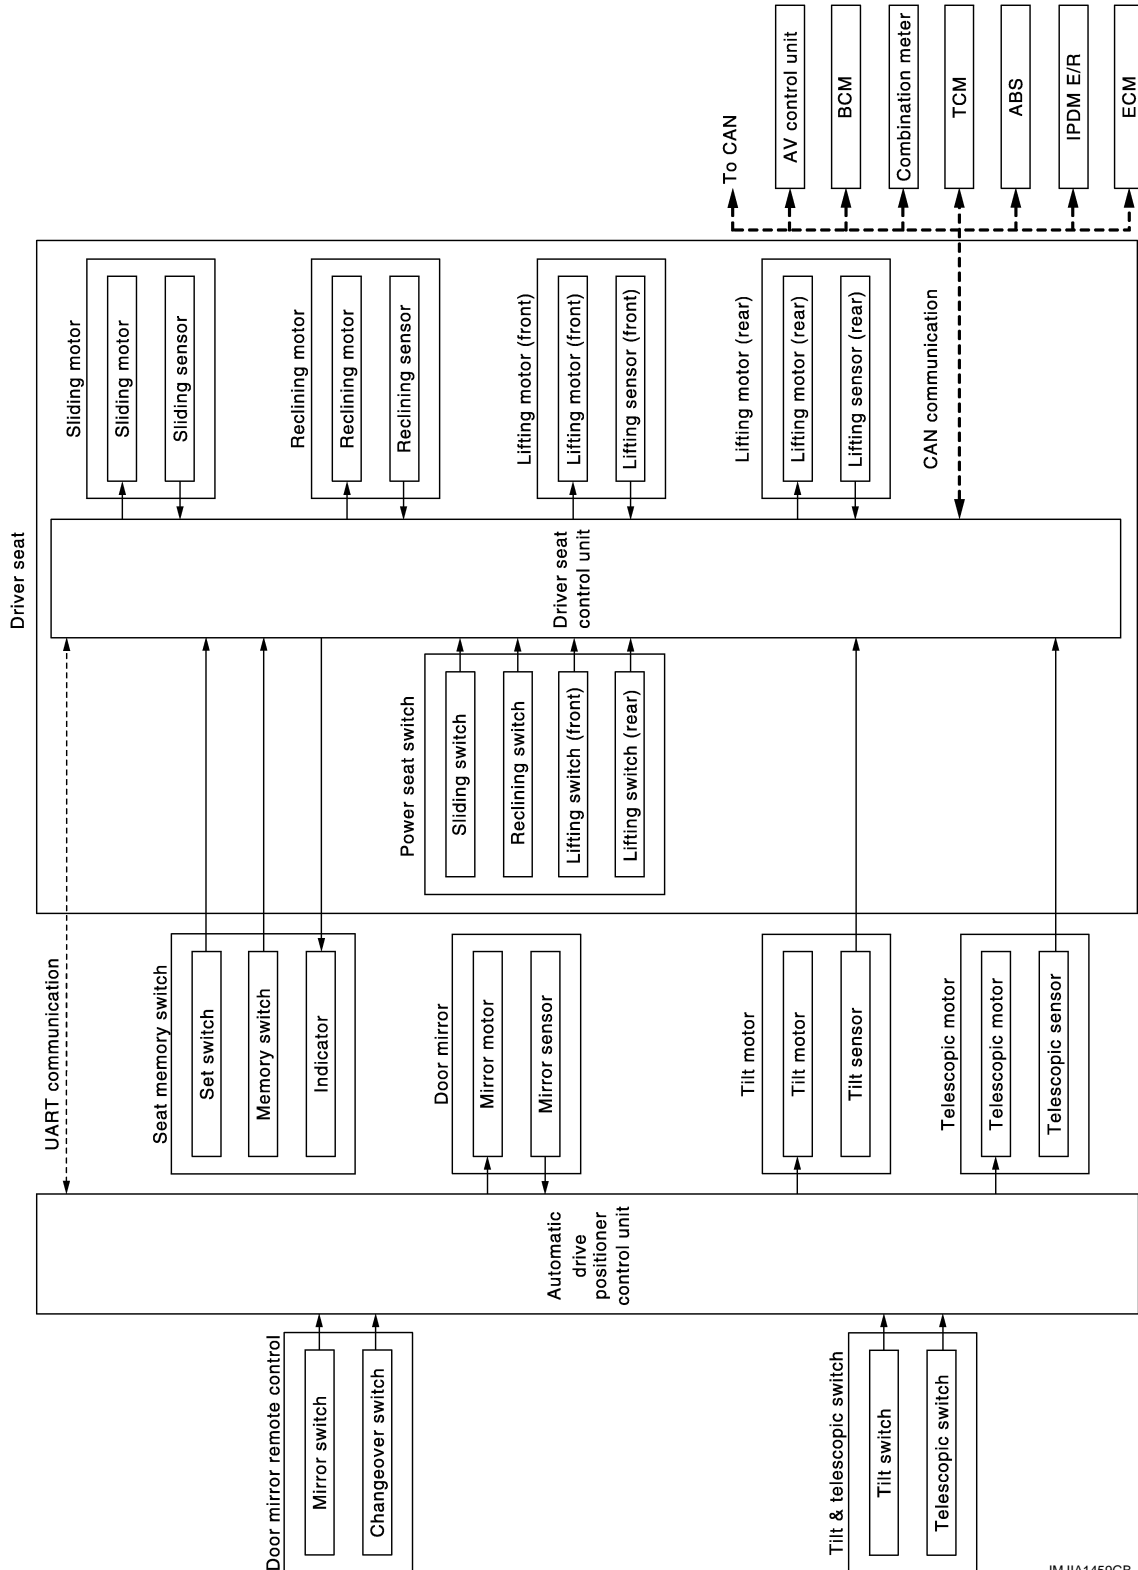 Door mirror remote control
Mirror switch
Changeover switch
Tilt & telescopic switch
Tilt switch
Telescopic switch
Automatic
drive
positioner
control unit
UART communication
Seat memory switch
Set switch
Memory switch
Indicator
Door mirror
Mirror motor
Mirror sensor
Tilt motor
Tilt motor
Tilt sensor
Telescopic motor
Telescopic motor
Telescopic sensor
Driver seat
Power seat switch
Sliding switch
Reclining switch
Lifting switch (front)
Lifting switch (rear)
Driver seat
control unit
Sliding motor
Sliding motor
Sliding sensor
Reclining motor
Reclining motor
Reclining sensor
Lifting motor (front)
Lifting motor (front)
Lifting sensor (front)
Lifting motor (rear)
Lifting motor (rear)
Lifting sensor (rear)
CAN communication
To CAN
AV control unit
BCM
Combination meter
TCM
ABS
IPDM E/R
ECM